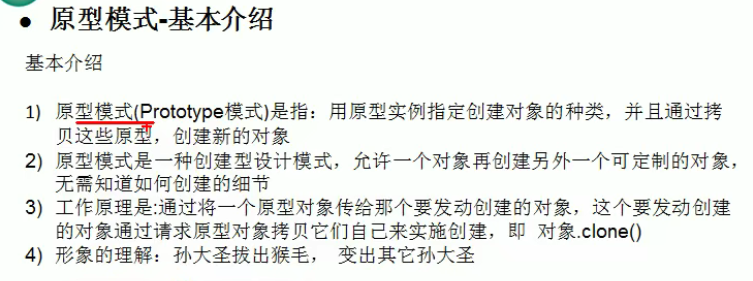 ● 原型模式-基本介绍
基本介绍
1) 原型模式(Prototype模式)是指：用原型实例指定创建对象的种类，并且通过拷
贝这些原型，创建新的对象
2) 原型模式是一种创建型设计模式，允许一个对象再创建另外一个可定制的对象，
无需知道如何创建的细节
3) 工作原理是:通过将一个原型对象传给那个要发动创建的对象，这个要发动创建
的对象通过请求原型对象拷贝它们自己来实施创建，即 对象.clone()
4) 形象的理解：孙大圣拔出猴毛， 变出其它孙大圣